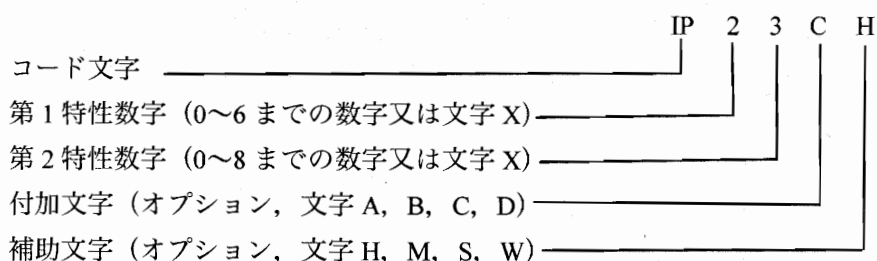 IP 2 3 C H
コード文字
第1特性数字（0～6までの数字又は文字X）
第2特性数字（0～8までの数字又は文字X）
付加文字（オプション，文字A，B，C，D）
補助文字（オプション，文字H，M，S，W）